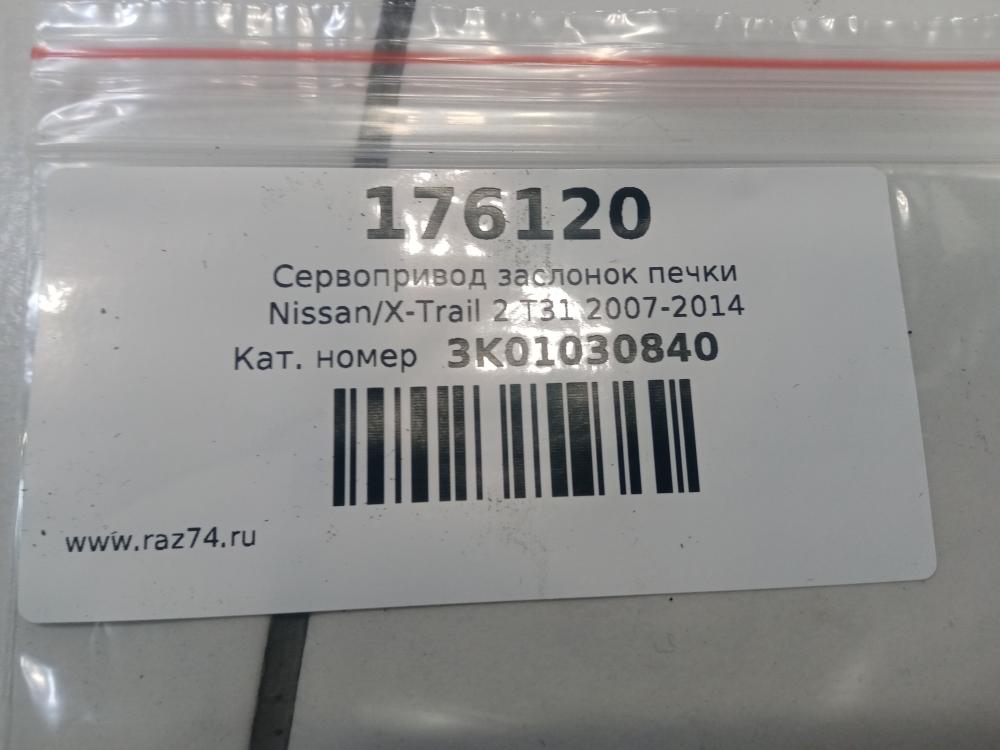 176120
Сервопривод заслонок печки
Nissan/X-Trail 2 T31 2007-2014
Кат. номер 3K01030840
www.raz74.ru